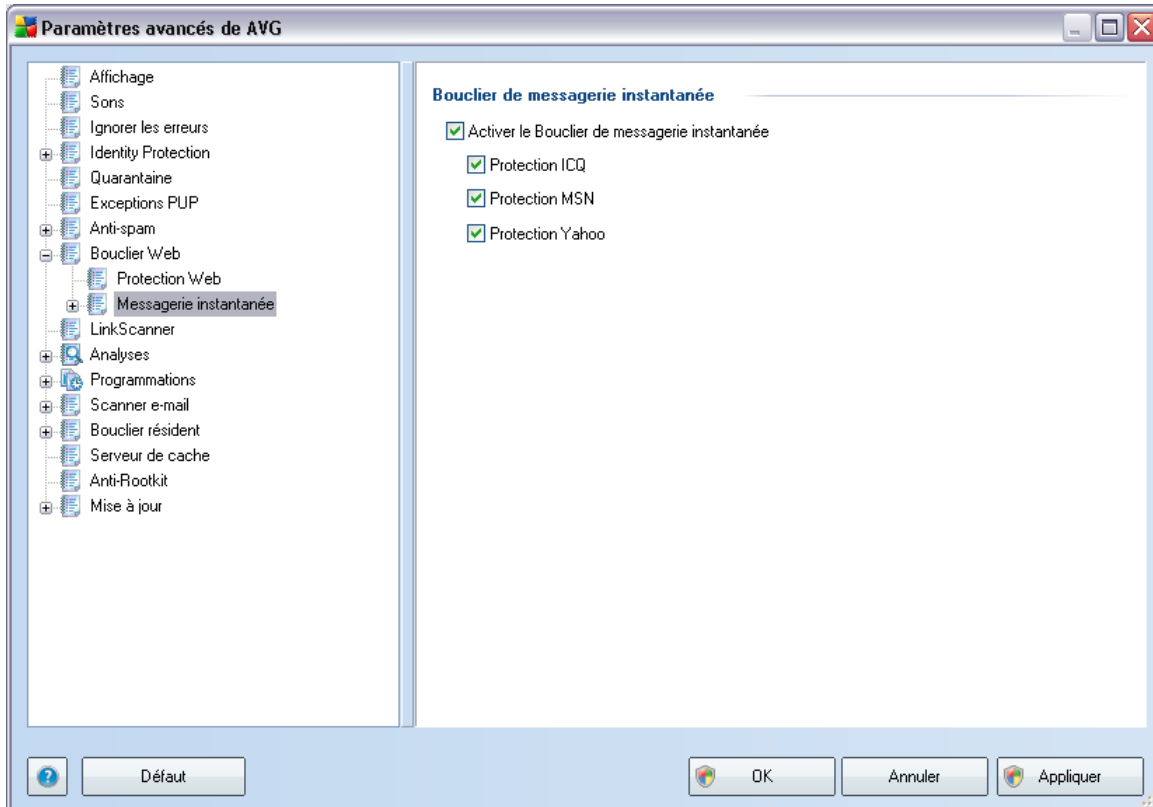 Paramètres avancés de AVG
Affichage
Sons
Ignorer les erreurs
Identity Protection
Quarantaine
Exceptions PUP
Anti-spam
Bouclier Web
Protection Web
Messagerie instantanée
LinkScanner
Analyses
Programmations
Scanner e-mail
Bouclier résident
Serveur de cache
Anti-Rootkit
Mise à jour
Bouclier de messagerie instantanée
Activer le Bouclier de messagerie instantanée
Protection ICQ
Protection MSN
Protection Yahoo
? Défaut OK Annuler Appliquer